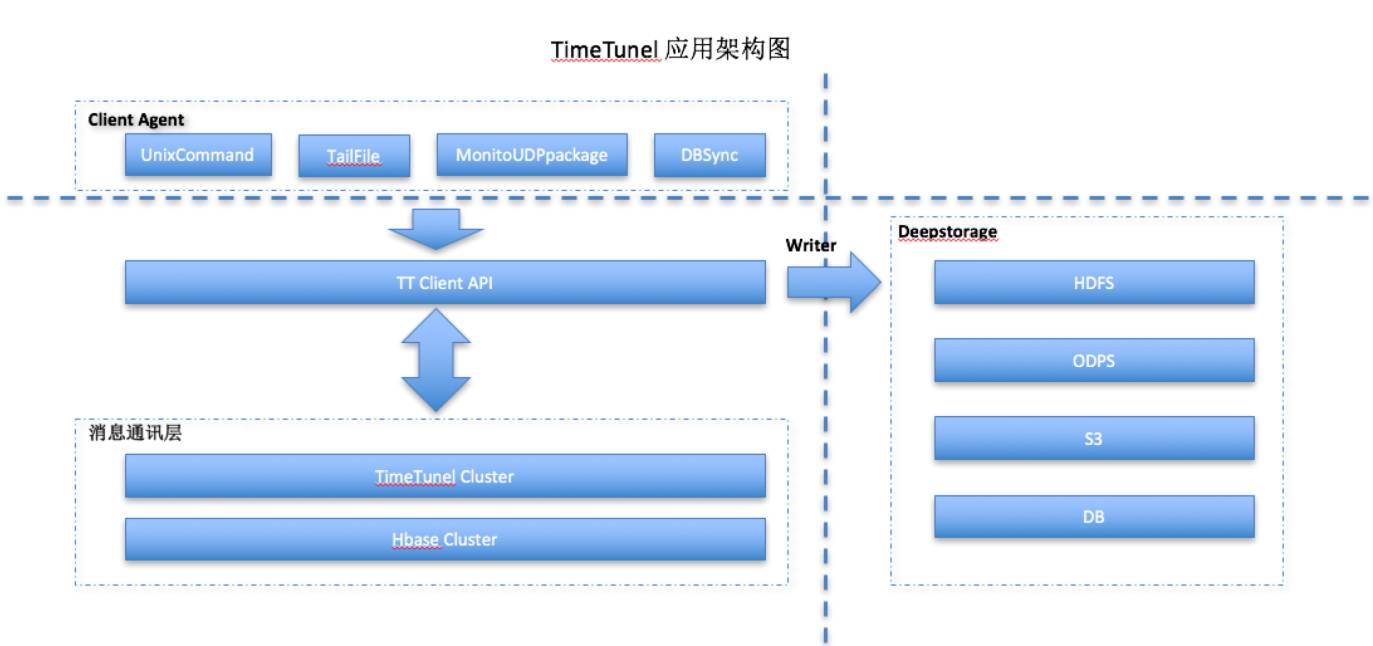 TimeTunel 应用架构图
Client Agent
UnixCommand
TailFile
MonitoUDPpackage
DBSync
TT Client API
Writer
Deepstorage
HDFS
ODPS
S3
DB
消息通讯层
TimeTunel Cluster
Hbase Cluster